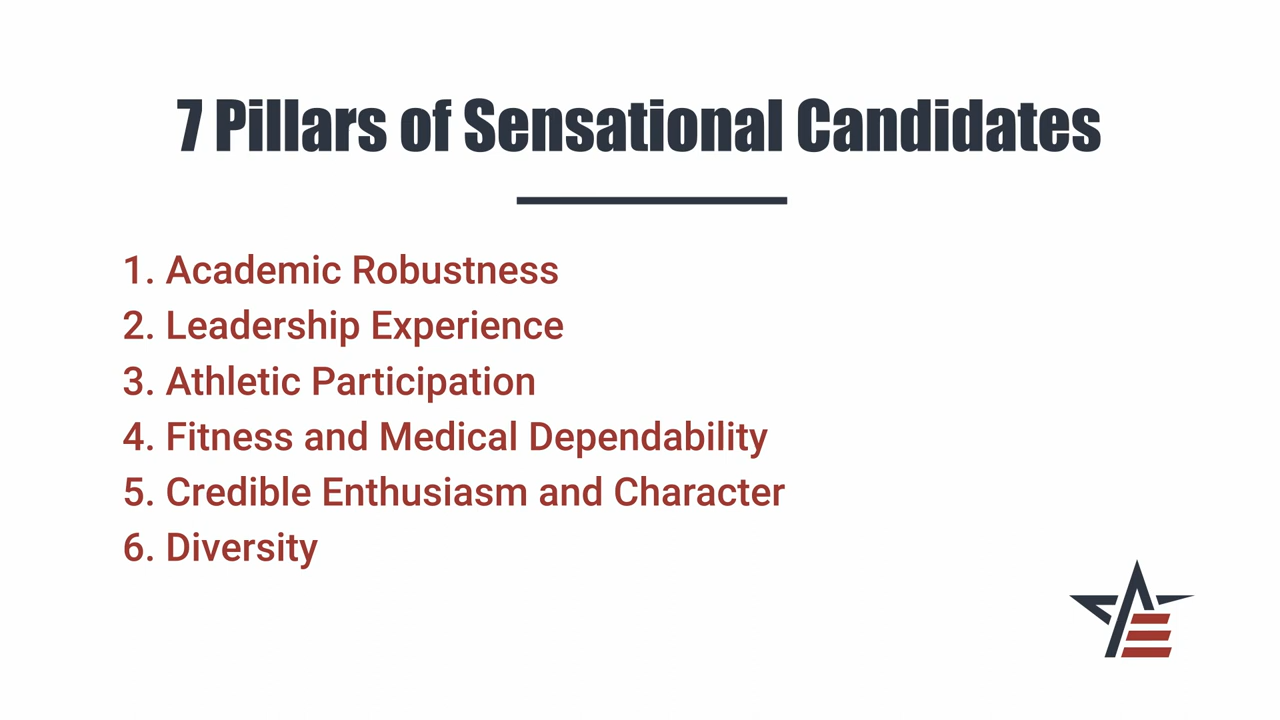 7 Pillars of Sensational Candidates
1. Academic Robustness
2. Leadership Experience
3. Athletic Participation
4. Fitness and Medical Dependability
5. Credible Enthusiasm and Character
6. Diversity